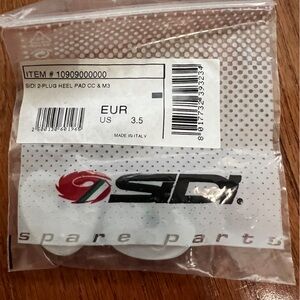 ITEM # 10909000000
SIDI 2-PLUG HEEL PAD CC & M3
EUR
US 3.5
MADE IN ITALY
8017732393234
SIDI
spare parts